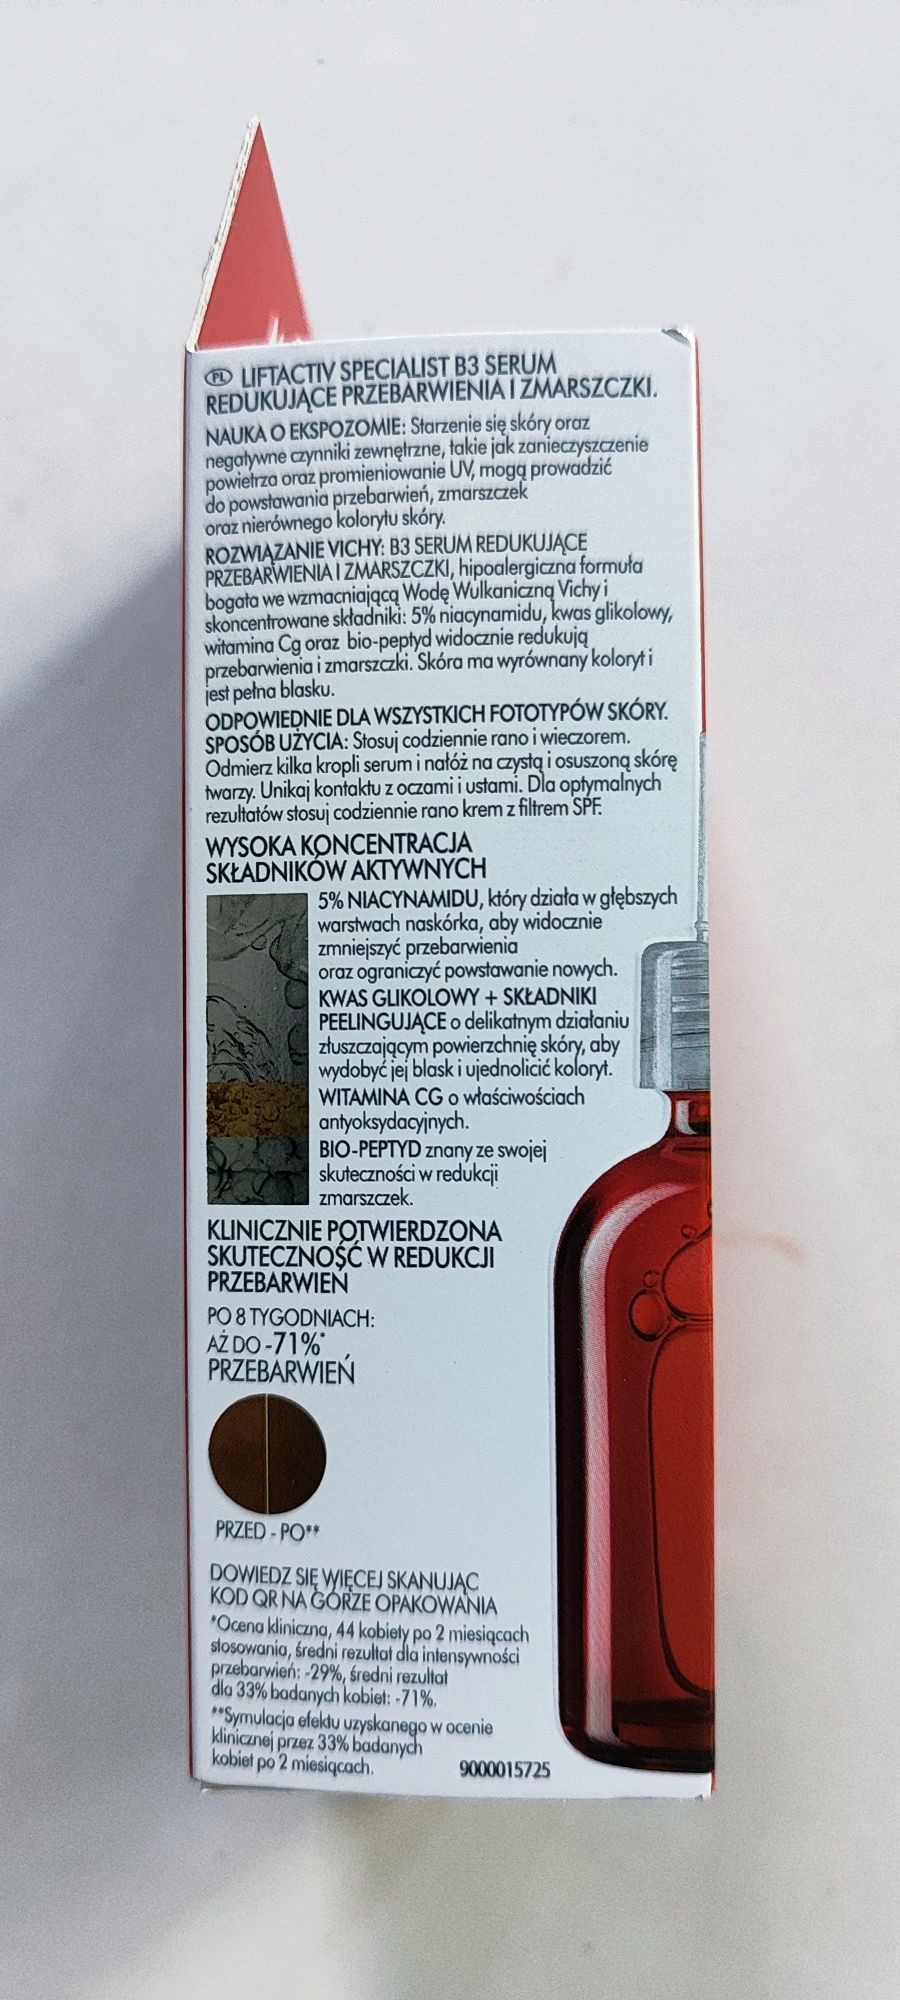 PL LIFTACTIV SPECIALIST B3 SERUM
REDUKUJĄCE PRZEBARWIENIA I ZMARSZCZKI.
NAUKA O EKSPOZOMIE: Starzenie się skóry oraz
negatywne czynniki zewnętrzne, takie jak zanieczyszczenie
powietrza oraz promieniowanie UV, mogą prowadzić
do powstawania przebarwień, zmarszczek
oraz nierównego kolorytu skóry.
ROZWIĄZANIE VICHY: B3 SERUM REDUKUJĄCE
PRZEBARWIENIA I ZMARSZCZKI, hipoalergiczna formuła
bogata we wzmacniającą Wodę Wulkaniczną Vichy i
skoncentrowane składniki: 5% niacynamidu, kwas glikolowy,
witamina Cg oraz bio-peptyd widocznie redukują
przebarwienia i zmarszczki. Skóra ma wyrównany koloryt i
jest pełna blasku.
ODPOWIEDNIE DLA WSZYSTKICH FOTOTYPÓW SKÓRY.
SPOSÓB UŻYCIA: Stosuj codziennie rano i wieczorem.
Odmierz kilka kropli serum i nałóż na czystą i osuszoną skórę
twarzy. Unikaj kontaktu z oczami i ustami. Dla optymalnych
rezultatów stosuj codziennie rano krem z filtrem SPF.
WYSOKA KONCENTRACJA
SKŁADNIKÓW AKTYWNYCH
5% NIACYNAMIDU, który działa w głębszych
warstwach naskórka, aby widocznie
zmniejszyć przebarwienia
oraz ograniczyć powstawanie nowych.
KWAS GLIKOLOWY + SKŁADNIKI
PEELINGUJĄCE o delikatnym działaniu
złuszczającym powierzchnię skóry, aby
wydobyć jej blask i ujednolicić koloryt.
WITAMINA CG o właściwościach
antyoksydacyjnych.
BIO-PEPTYD znany ze swojej
skuteczności w redukcji
zmarszczek.
KLINICZNIE POTWIERDZONA
SKUTECZNOŚĆ W REDUKCJI
PRZEBARWIEŃ
PO 8 TYGODNIACH:
AŻ DO -71%*
PRZEBARWIEŃ
PRZED - PO**
DOWIEDZ SIĘ WIĘCEJ SKANUJĄC
KOD QR NA GÓRZE OPAKOWANIA
*Ocena kliniczna, 44 kobiety po 2 miesiącach
stosowania, średni rezultat dla intensywności
przebarwień: -29%, średni rezultat
dla 33% badanych kobiet: -71%.
**Symulacja efektu uzyskanego w ocenie
klinicznej przez 33% badanych
kobiet po 2 miesiącach.
9000015725